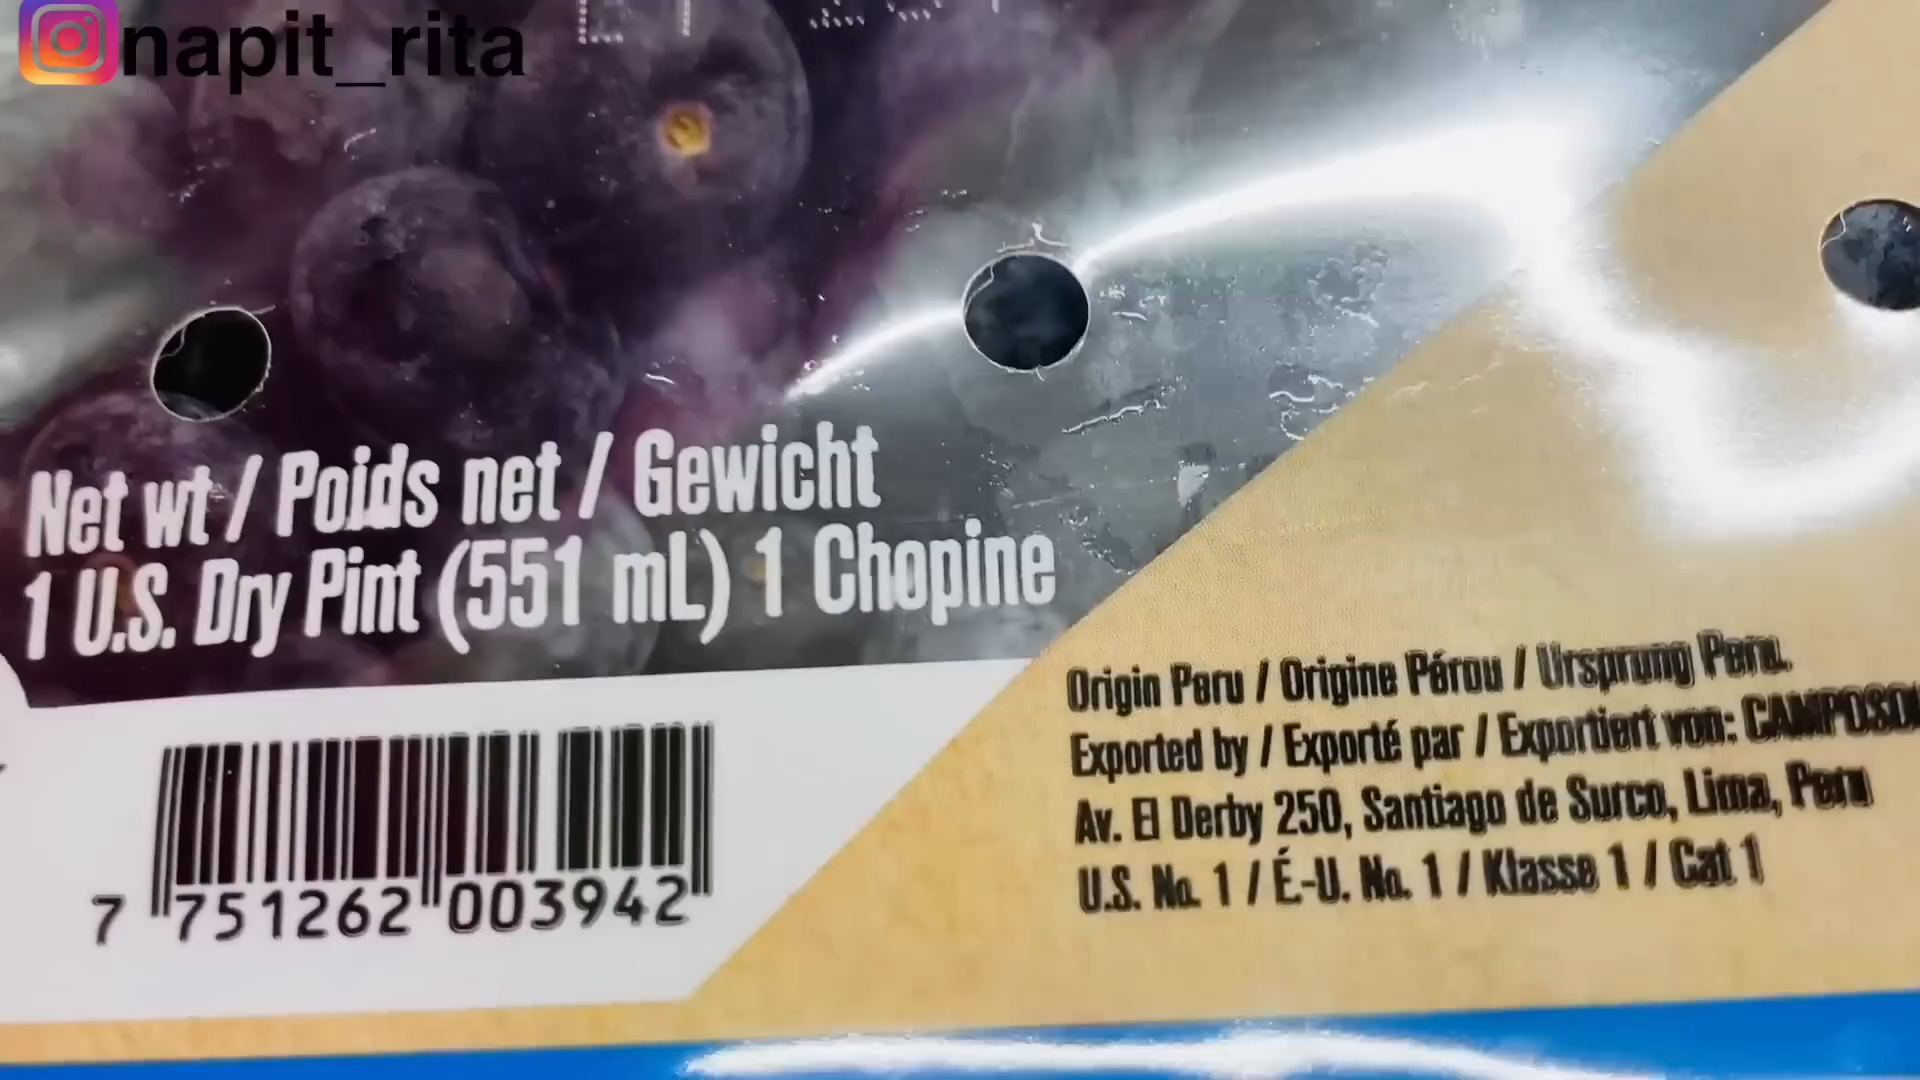 napit_rita
Net wt / Poids net / Gewicht
1 U.S. Dry Pint (551 mL) 1 Chopine
7 751262 003942
Origin Peru / Origine Pérou / Ursprung Peru.
Exported by / Exporté par / Exportiert von:
Av. El Derby 250, Santiago de Surco, Lima, Peru
U.S. No. 1 / É.-U. No. 1 / Klasse 1 / Cat 1